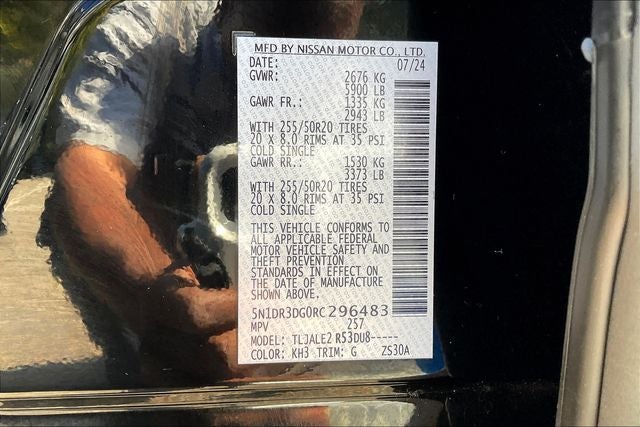 MFD BY NISSAN MOTOR CO., LTD.
DATE: 07/24
GVWR: 2676 KG
5900 LB
GAWR FR.: 1335 KG
2943 LB
WITH 255/50R20 TIRES
20 X 8.0 RIMS AT 35 PSI
COLD SINGLE
GAWR RR.: 1530 KG
3373 LB
WITH 255/50R20 TIRES
20 X 8.0 RIMS AT 35 PSI
COLD SINGLE
THIS VEHICLE CONFORMS TO
ALL APPLICABLE FEDERAL
MOTOR VEHICLE SAFETY AND
THEFT PREVENTION
STANDARDS IN EFFECT ON
THE DATE OF MANUFACTURE
SHOWN ABOVE.
5N1DR3DG0RC296483
MPV 257
MODEL: TLJALE2 R53DU8-----
COLOR: KH3 TRIM: G ZS30A